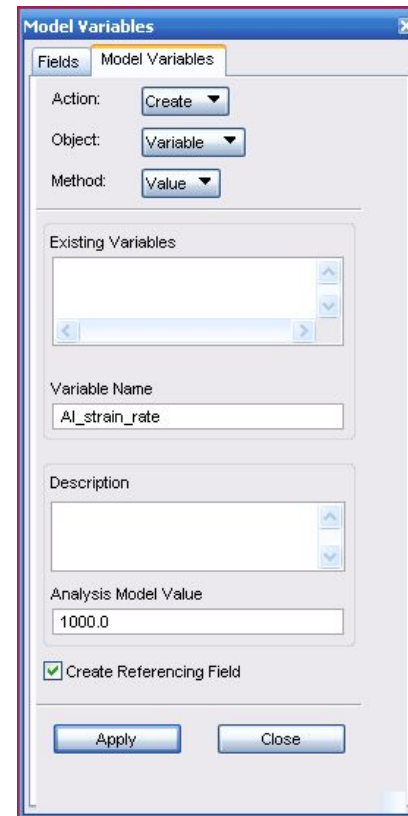 Model Variables
Fields Model Variables
Action: Create
Object: Variable
Method: Value
Existing Variables
Variable Name
Al_strain_rate
Description
Analysis Model Value
1000.0
Create Referencing Field
Apply Close